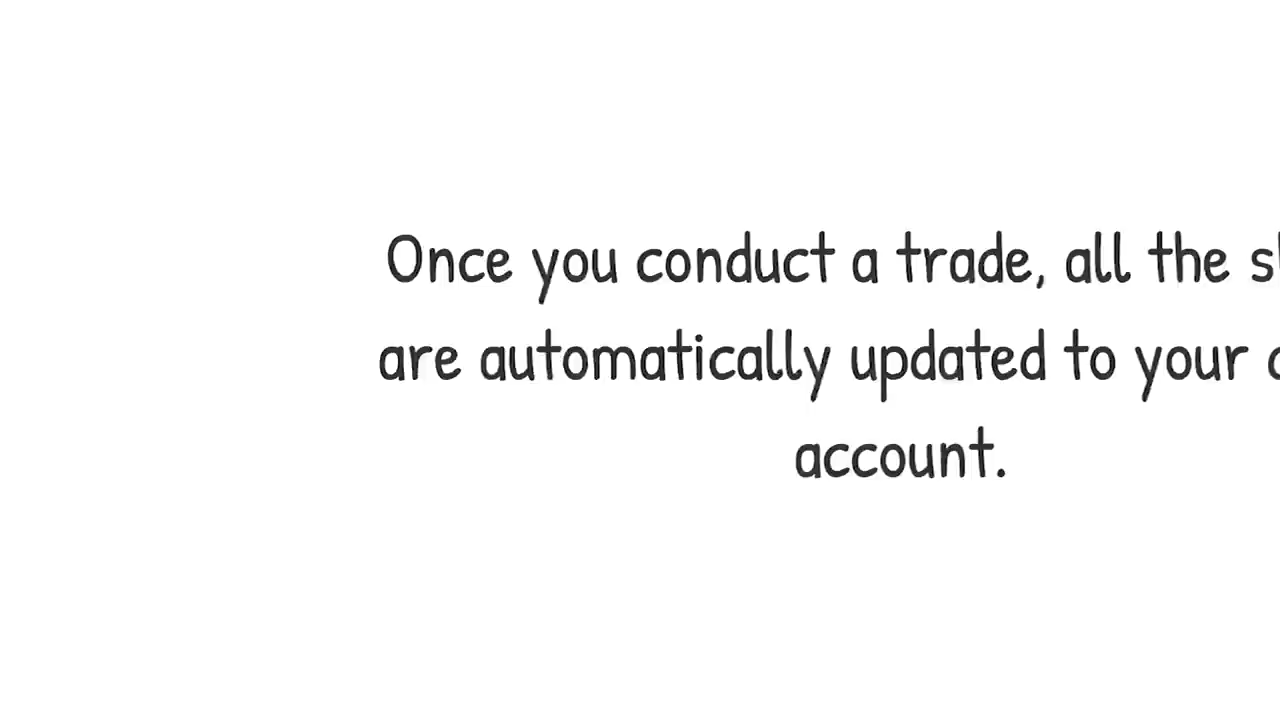 Once you conduct a trade, all the
are automatically updated to your
account.